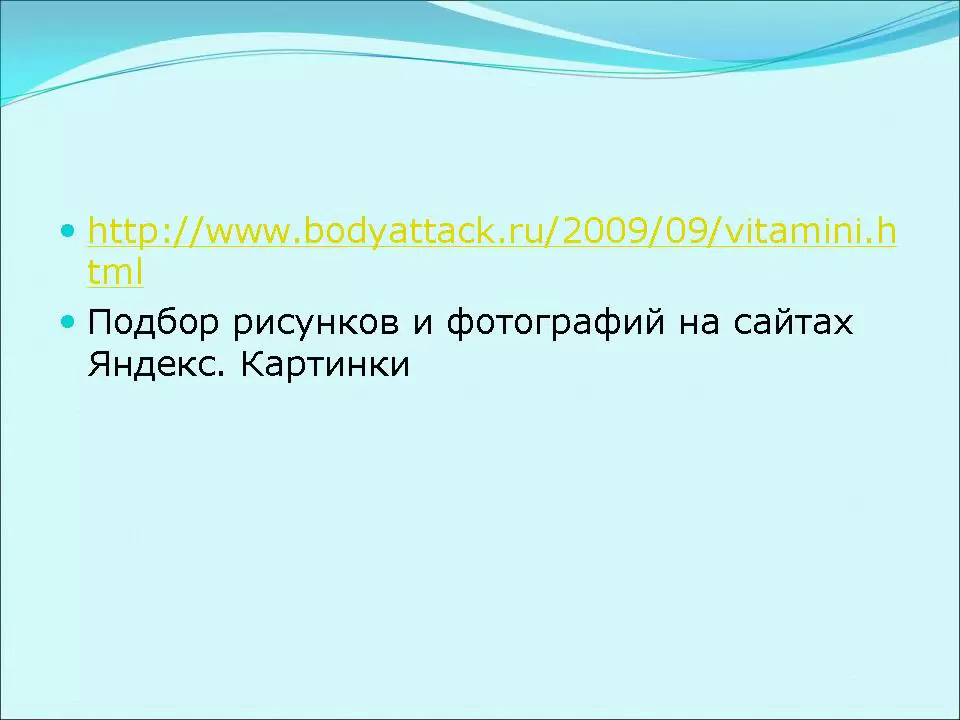 http://www.bodyattack.ru/2009/09/vitamini.h
tml
Подбор рисунков и фотографий на сайтах
Яндекс. Картинки